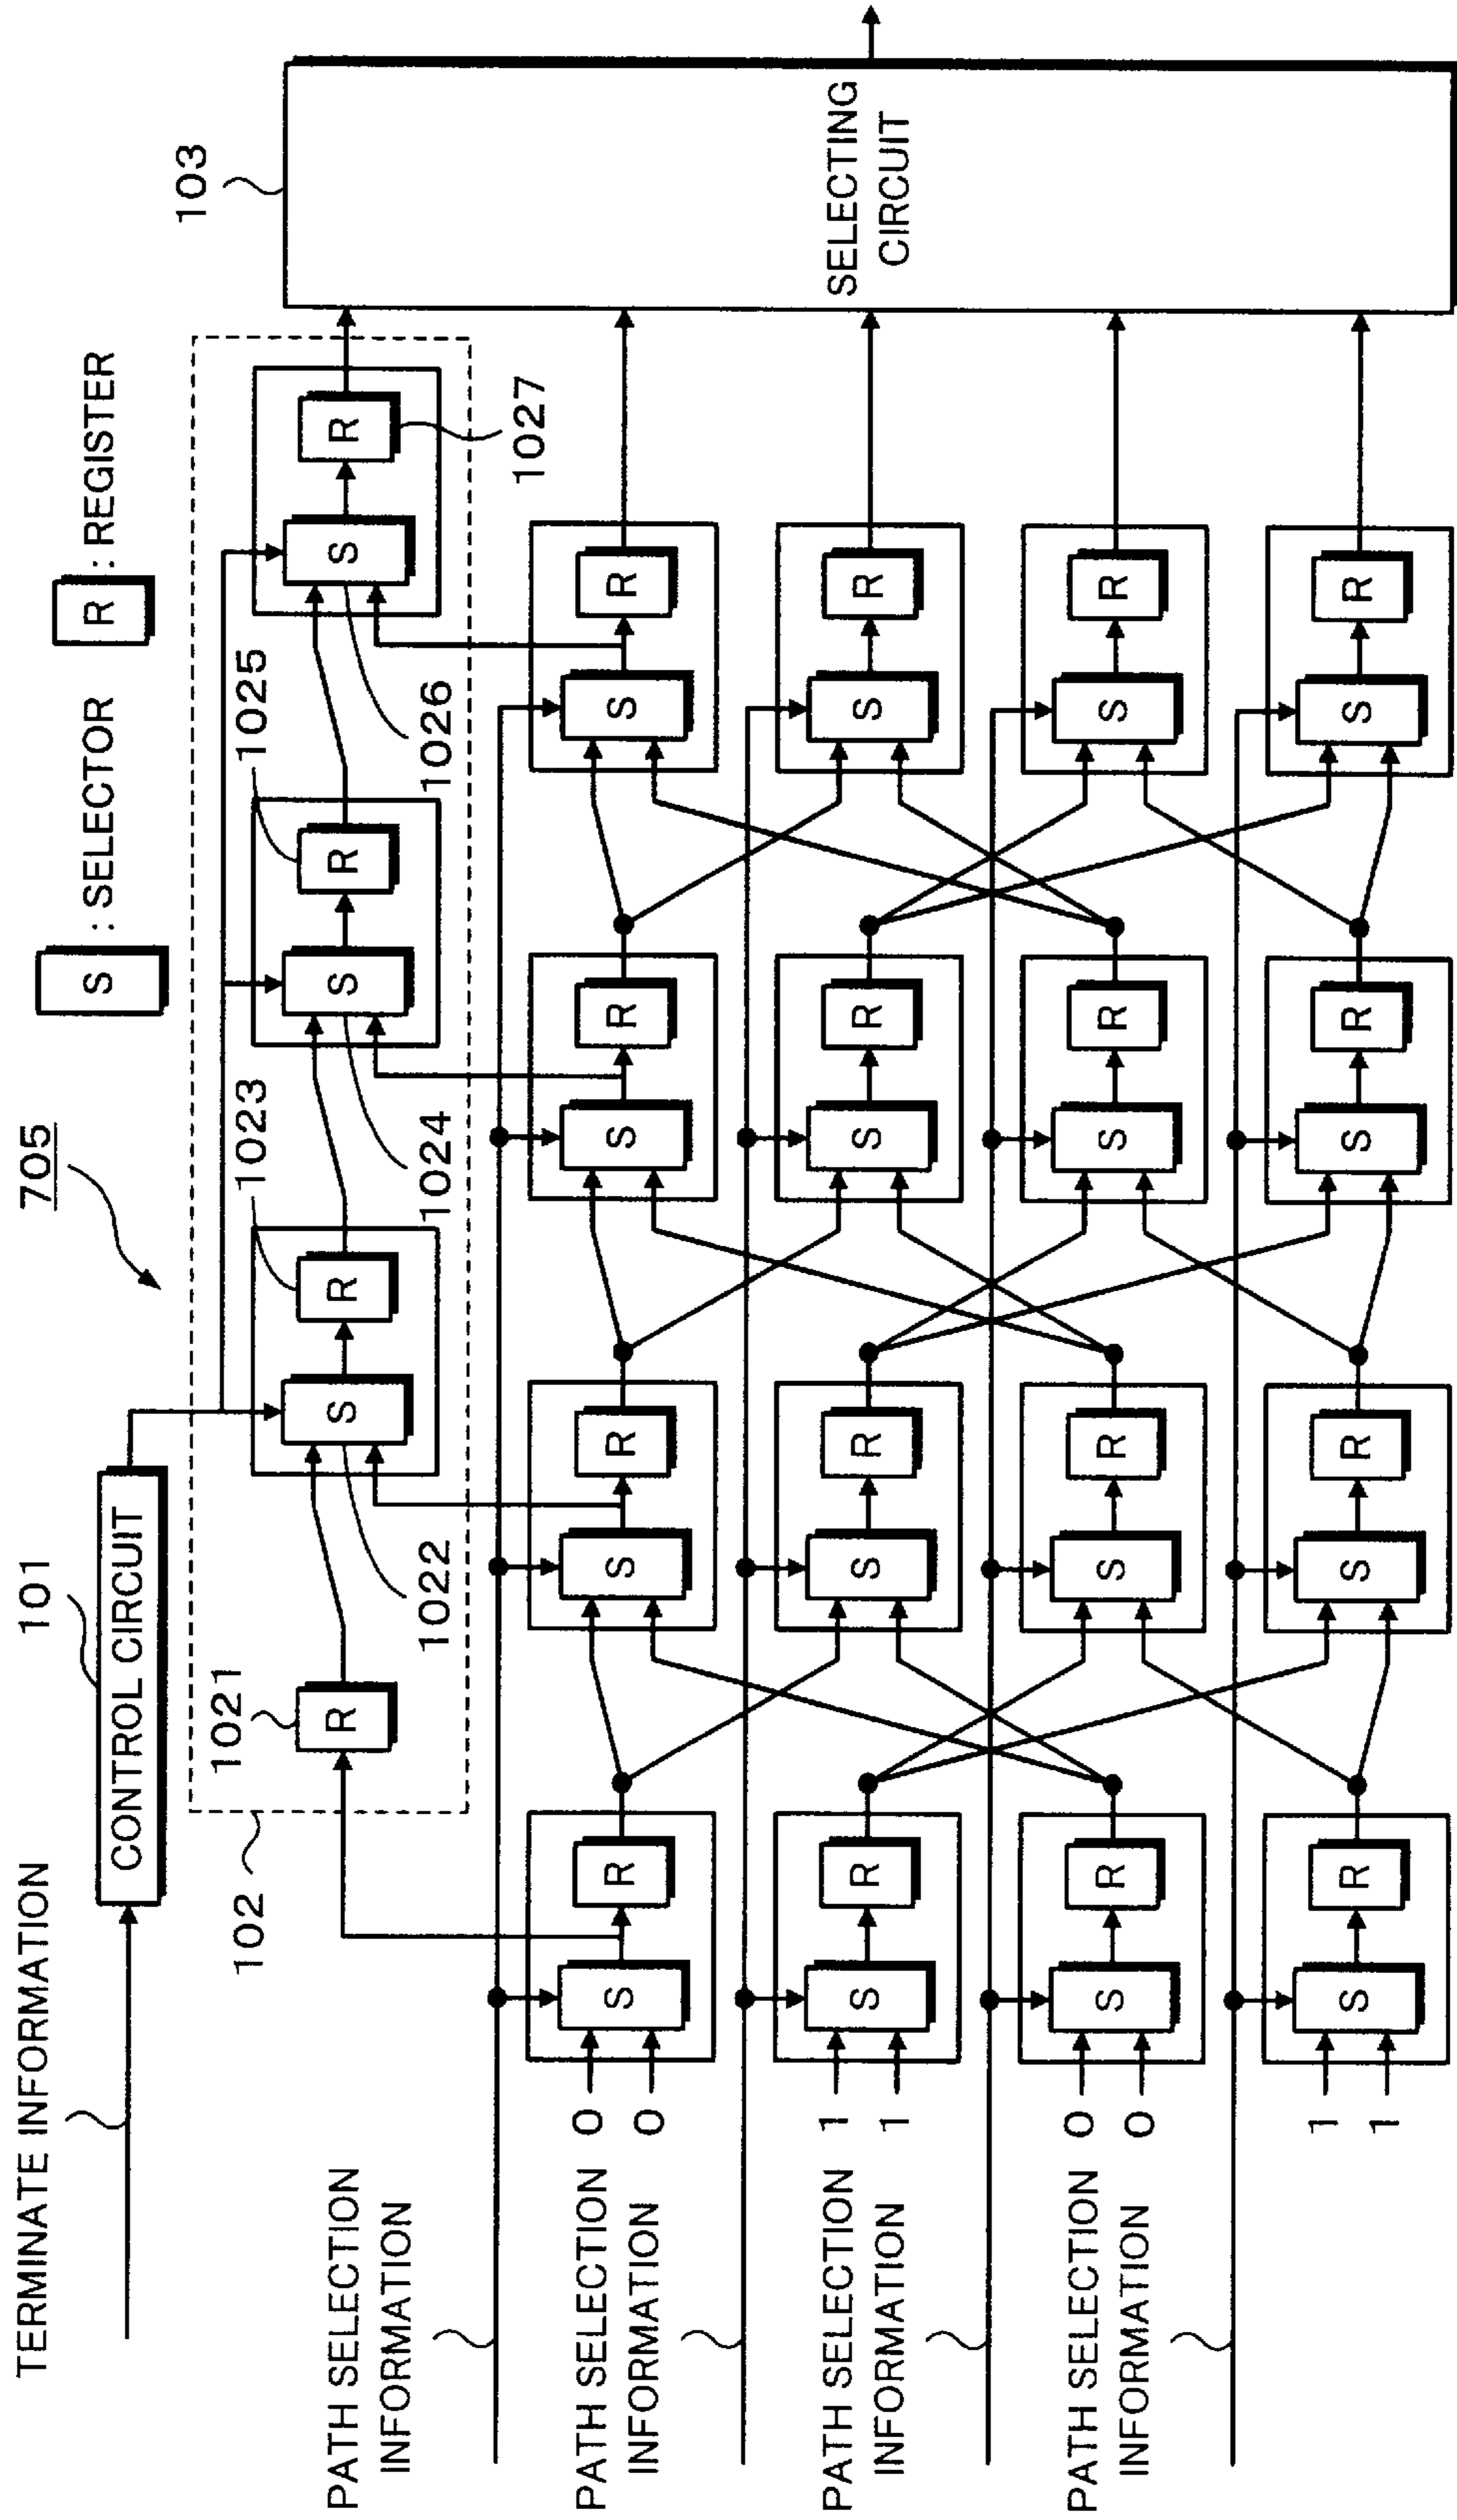 705
S : SELECTOR
R : REGISTER
TERMINATE INFORMATION
101
CONTROL CIRCUIT
102
1021
R
1022
S
1023
R
1024
S
1025
R
1026
S
1027
R
103
SELECTING
CIRCUIT
PATH SELECTION
INFORMATION
0
0
S
R
S
R
S
R
S
R
PATH SELECTION
INFORMATION
1
1
S
R
S
R
S
R
S
R
PATH SELECTION
INFORMATION
0
0
S
R
S
R
S
R
S
R
PATH SELECTION
INFORMATION
1
1
S
R
S
R
S
R
S
R